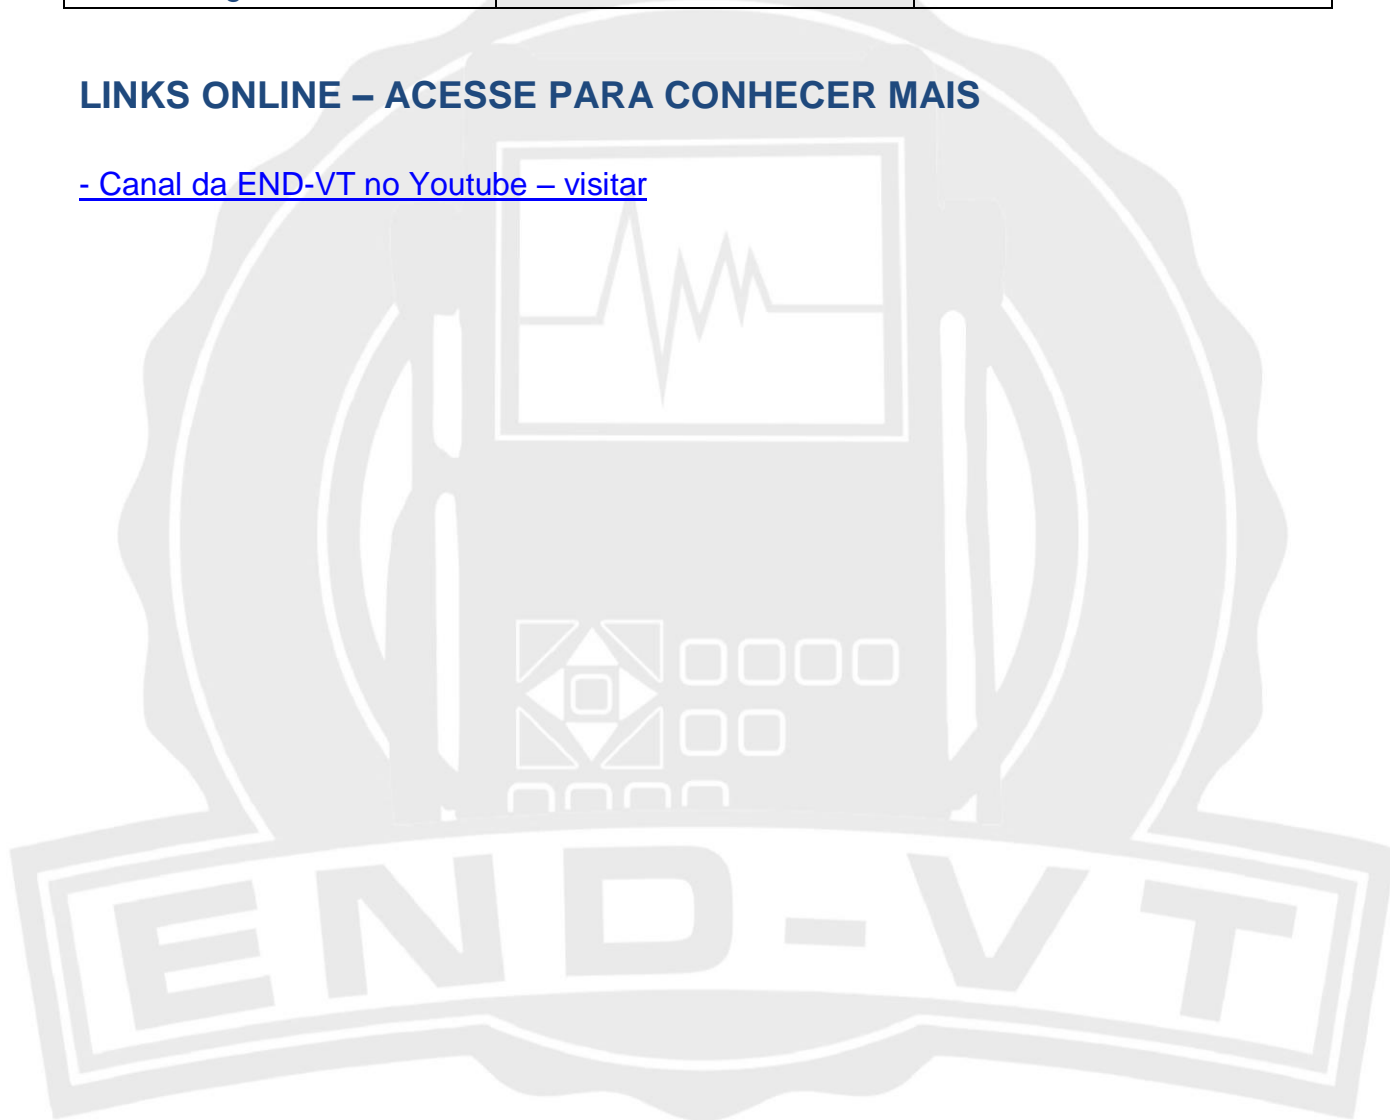 LINKS ONLINE – ACESSE PARA CONHECER MAIS
- Canal da END-VT no Youtube – visitar
END-VT